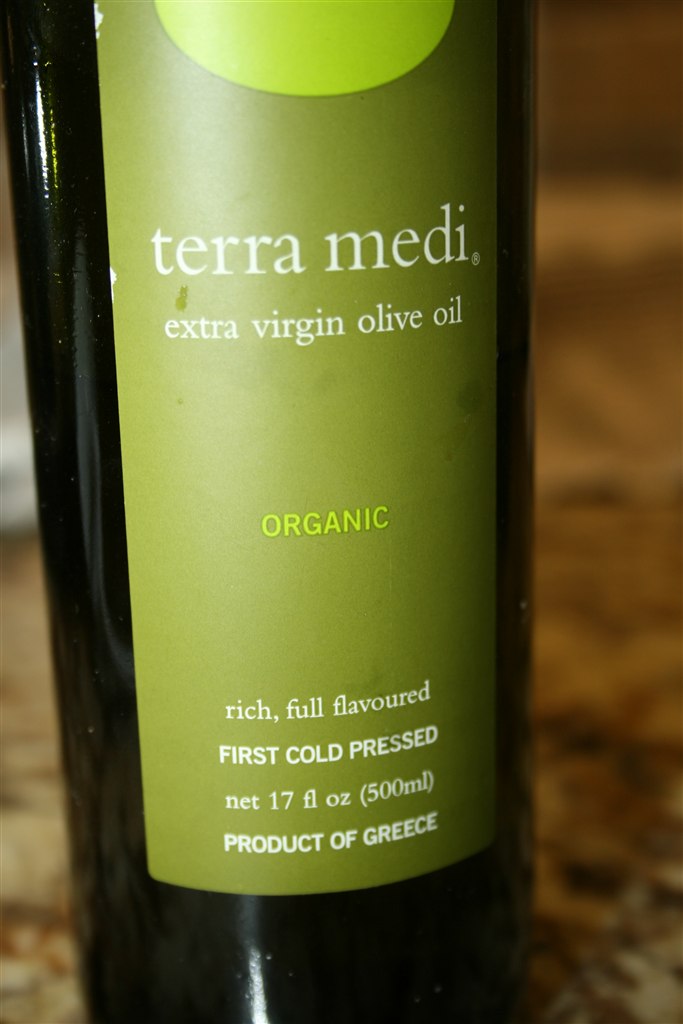 terra medi®
extra virgin olive oil
ORGANIC
rich, full flavoured
FIRST COLD PRESSED
net 17 fl oz (500ml)
PRODUCT OF GREECE